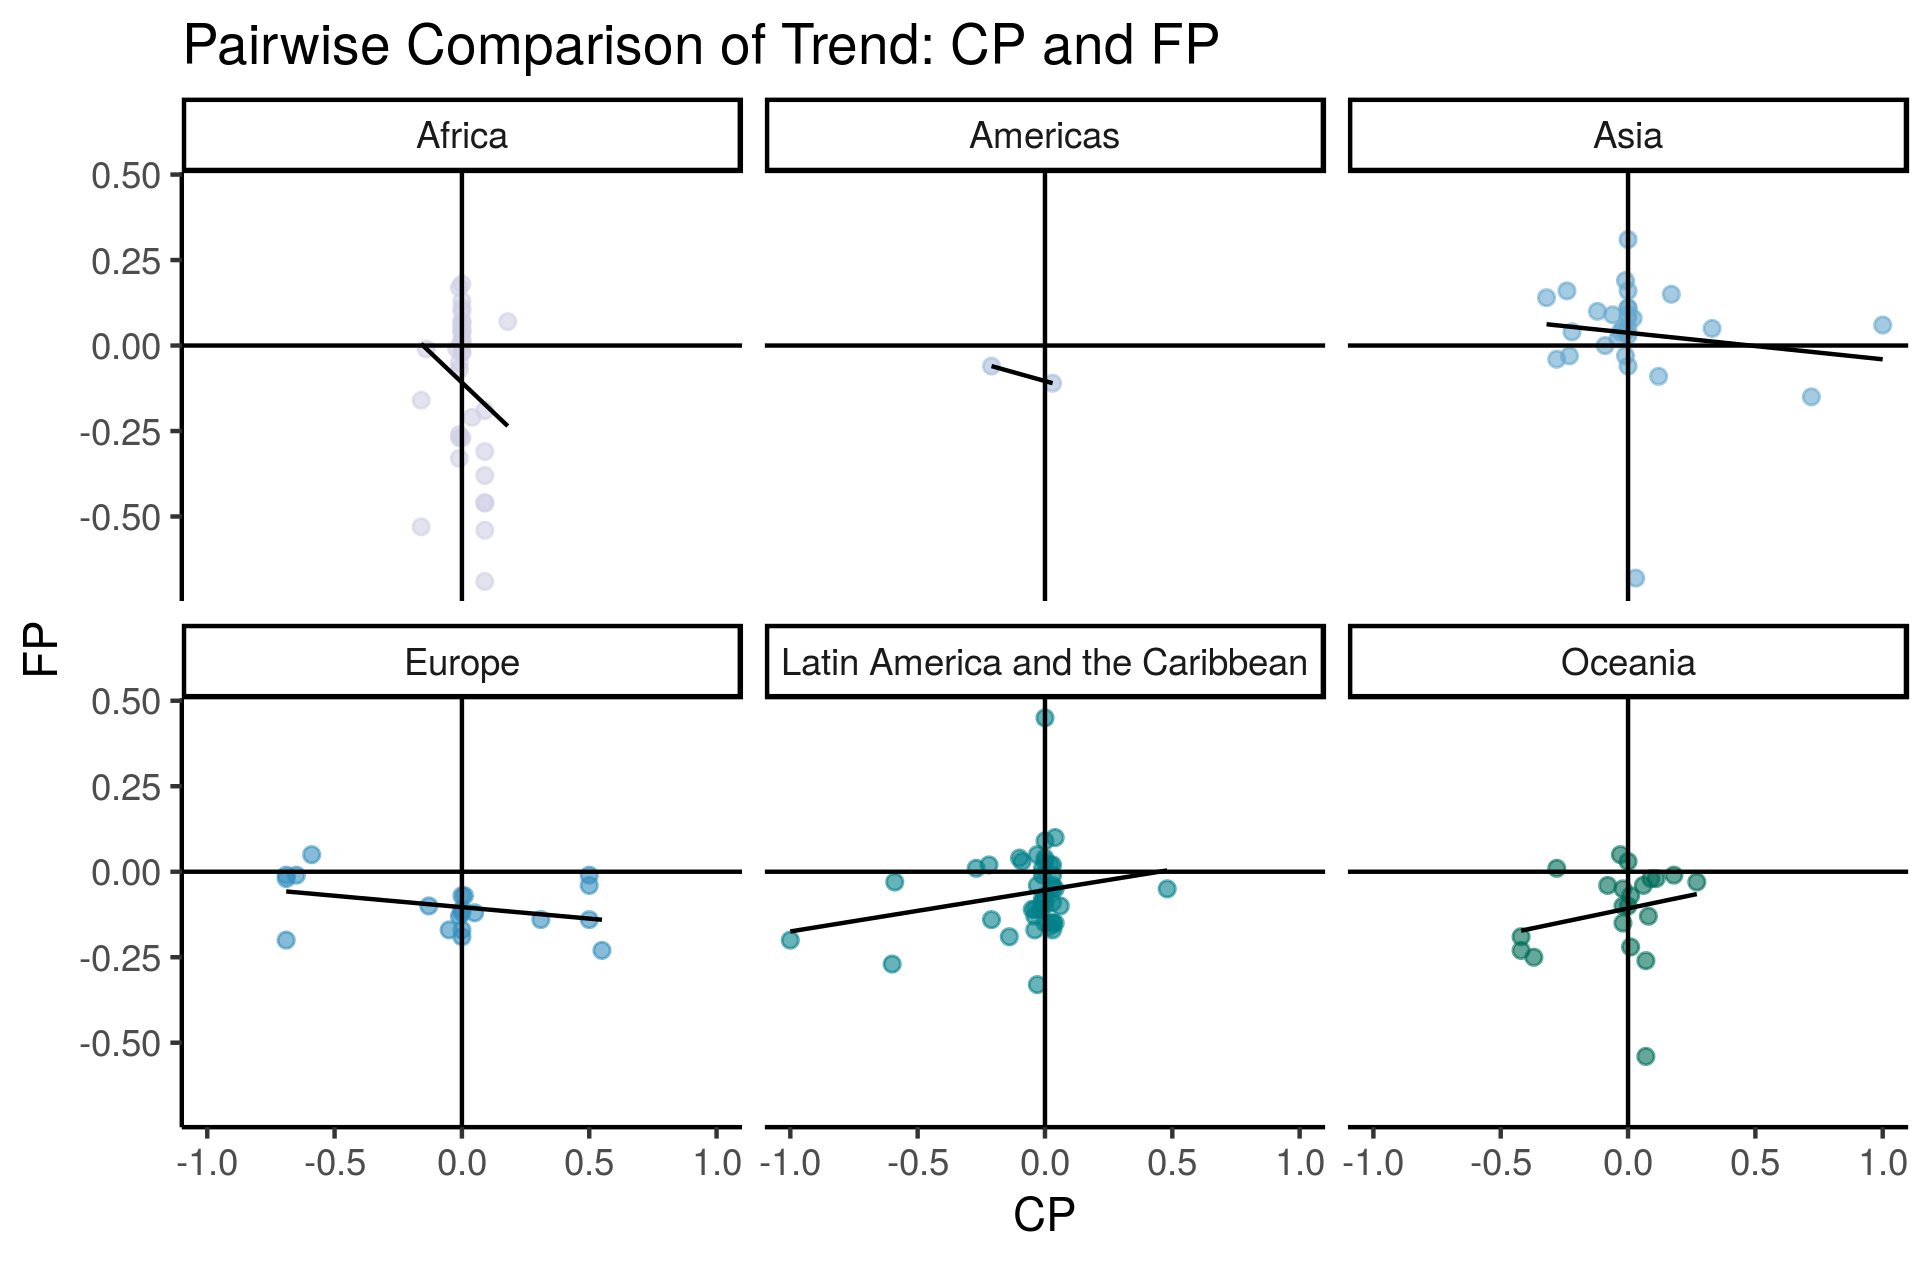 Pairwise Comparison of Trend: CP and FP
Africa
Americas
Asia
0.50
0.25
0.00
-0.25
-0.50
FP
Europe
Latin America and the Caribbean
Oceania
0.50
0.25
0.00
-0.25
-0.50
-1.0 -0.5 0.0 0.5 1.0 -1.0 -0.5 0.0 0.5 1.0 -1.0 -0.5 0.0 0.5 1.0
CP